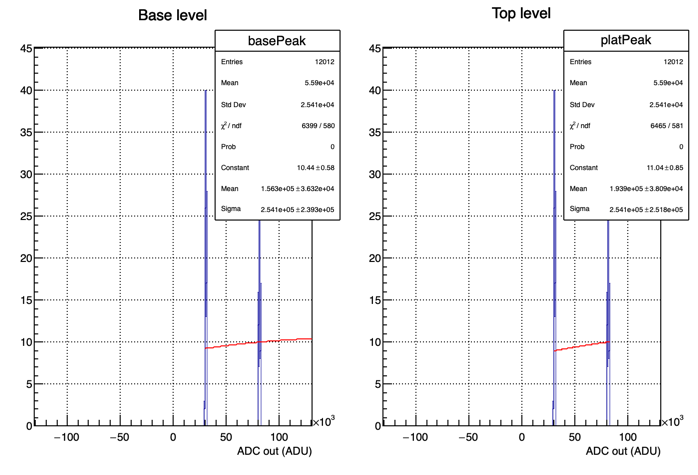 Base level
basePeak
Entries 12012
Mean 5.59e+04
Std Dev 2.541e+04
χ² / ndf 6399 / 580
Prob 0
Constant 10.44±0.58
Mean 1.563e+05±3.632e+04
Sigma 2.541e+05±2.393e+05
45
40
35
30
25
20
15
10
5
0
−100 −50 0 50 100 ×10³
ADC out (ADU)
Top level
platPeak
Entries 12012
Mean 5.59e+04
Std Dev 2.541e+04
χ² / ndf 6465 / 581
Prob 0
Constant 11.04±0.85
Mean 1.939e+05±3.809e+04
Sigma 2.541e+05±2.518e+05
45
40
35
30
25
20
15
10
5
0
−100 −50 0 50 100 ×10³
ADC out (ADU)